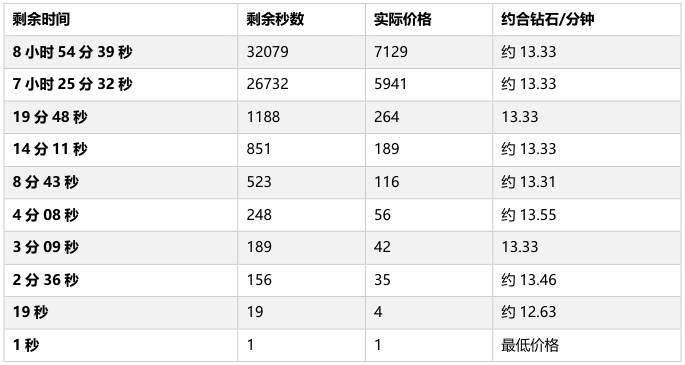 剩余时间 剩余秒数 实际价格 约合钻石/分钟
8 小时 54 分 39 秒 32079 7129 约 13.33
7 小时 25 分 32 秒 26732 5941 约 13.33
19 分 48 秒 1188 264 13.33
14 分 11 秒 851 189 约 13.33
8 分 43 秒 523 116 约 13.31
4 分 08 秒 248 56 约 13.55
3 分 09 秒 189 42 13.33
2 分 36 秒 156 35 约 13.46
19 秒 19 4 约 12.63
1 秒 1 1 最低价格